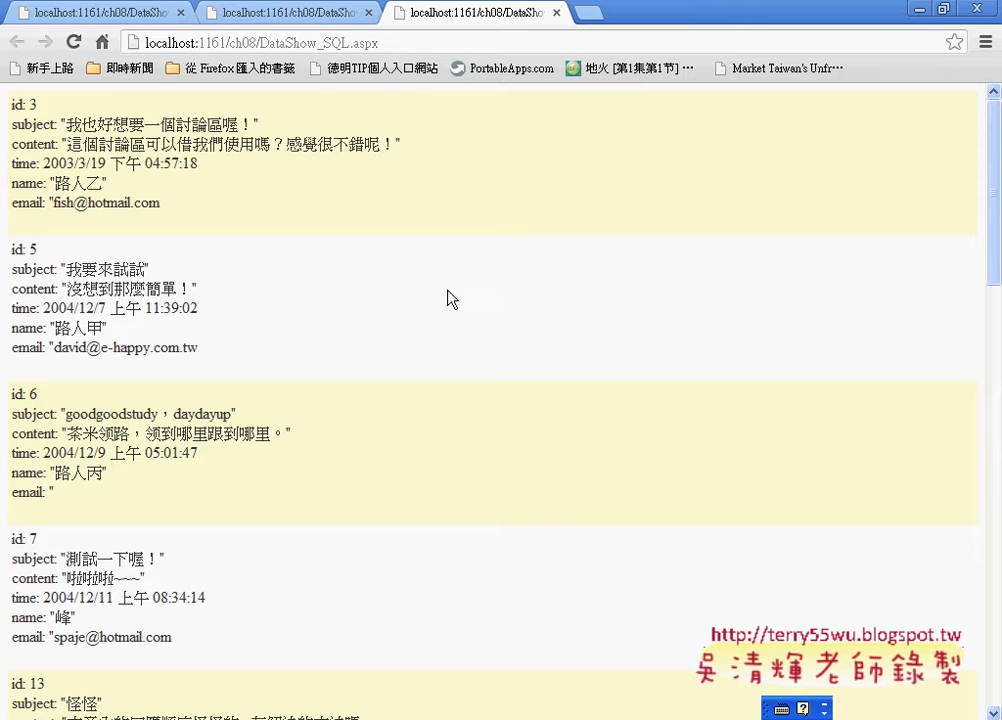 localhost:1161/ch08/DataSho
localhost:1161/ch08/DataSho
localhost:1161/ch08/DataSho
localhost:1161/ch08/DataShow_SQL.aspx
新手上路 即時新聞 從 Firefox 匯入的書籤 德明TIP個人入口網站 PortableApps.com 地火 [第1集第1节] ⋯ Market Taiwan's Unfr⋯
id: 3
subject: "我也好想要一個討論區喔！"
content: "這個討論區可以借我們使用嗎？感覺很不錯呢！"
time: 2003/3/19 下午 04:57:18
name: "路人乙"
email: "fish@hotmail.com
id: 5
subject: "我要來試試"
content: "沒想到那麼簡單！"
time: 2004/12/7 上午 11:39:02
name: "路人甲"
email: "david@e-happy.com.tw
id: 6
subject: "goodgoodstudy，daydayup"
content: "茶米领路，领到哪里跟到哪里。"
time: 2004/12/9 上午 05:01:47
name: "路人丙"
email: "
id: 7
subject: "測試一下喔！"
content: "啦啦啦~~~"
time: 2004/12/11 上午 08:34:14
name: "峰"
email: "spaje@hotmail.com
id: 13
subject: "怪怪"
http://terry55wu.blogspot.tw
吳清輝老師錄製